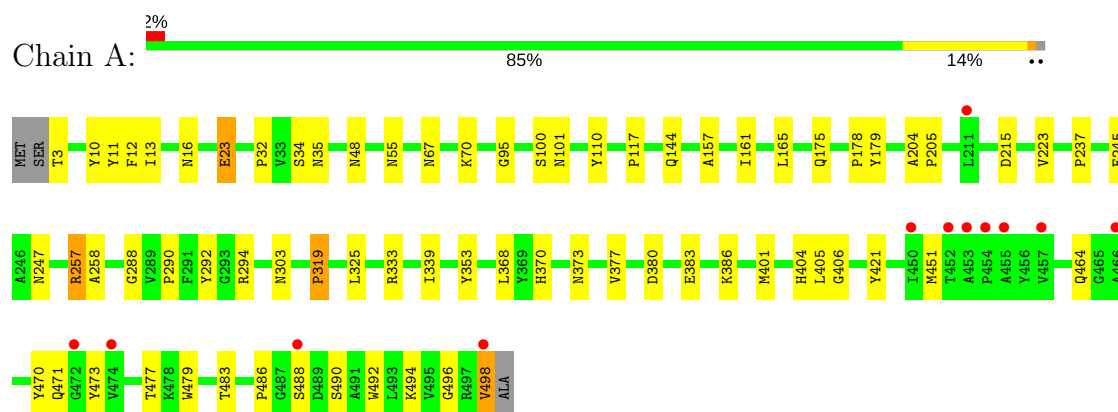 2%
Chain A:
85% 14% ••
MET SER T3 Y10 Y11 F12 I13 N16 E23 P32 V33 S34 N35 N48 N55 N67 K70 G95 S100 N101 Y110 P117 Q144 A157 I161 L165 Q175 P178 Y179 A204 P205 L211 D215 V223 P237
A246 N247 R257 A258 G288 V289 P290 F291 Y292 G293 R294 N303 P319 L325 R333 I339 Y353 L368 Y369 H370 N373 V377 D380 E383 K386 M401 H404 L405 G406 Y421 I450 M451 T452 A453 P454 A455 Y456 V457 Q464 G465 A466
Y470 Q471 G472 Y473 V474 T477 K478 W479 T483 P486 G487 S488 D489 S490 A491 W492 L493 K494 V495 G496 R497 V498 ALA